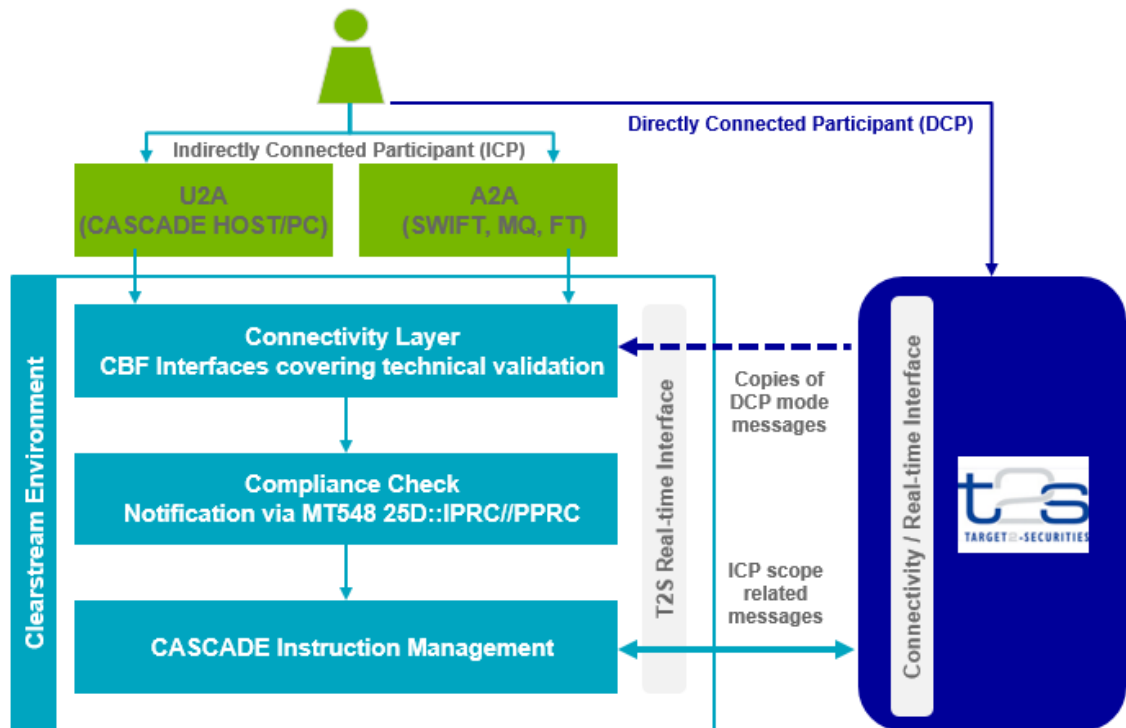 Directly Connected Participant (DCP)
Indirectly Connected Participant (ICP)
U2A
(CASCADE HOST/PC)
A2A
(SWIFT, MQ, FT)
Clearstream Environment
Connectivity Layer
CBF Interfaces covering technical validation
Compliance Check
Notification via MT548 25D::IPRC//PPRC
CASCADE Instruction Management
T2S Real-time Interface
Copies of
DCP mode
messages
ICP scope
related
messages
Connectivity / Real-time Interface
t2s
TARGET2-SECURITIES